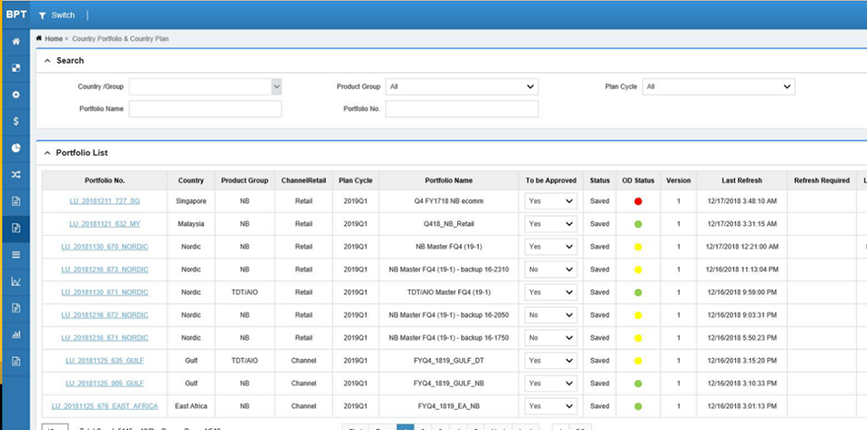 BPT Switch
Home > Country Portfolio & Country Plan
Search
Country /Group Product Group All Plan Cycle All
Portfolio Name Portfolio No.
Portfolio List
Portfolio No. Country Product Group ChannelRetail Plan Cycle Portfolio Name To be Approved Status OD Status Version Last Refresh Refresh Required
LU_20181211_727_SG Singapore NB Retail 2019Q1 Q4 FY1718 NB ecomm Yes Saved 1 12/17/2018 3:48:10 AM
LU_20181121_632_MY Malaysia NB Retail 2019Q1 Q418_NB_Retail Yes Saved 1 12/17/2018 3:31:15 AM
LU_20181130_670_NORDIC Nordic NB Retail 2019Q1 NB Master FQ4 (19-1) Yes Saved 1 12/17/2018 12:21:00 AM
LU_20181216_673_NORDIC Nordic NB Retail 2019Q1 NB Master FQ4 (19-1) - backup 16-2310 No Saved 1 12/16/2018 11:13:04 PM
LU_20181130_671_NORDIC Nordic TDT/AIO Retail 2019Q1 TDT/AIO Master FQ4 (19-1) Yes Saved 1 12/16/2018 9:59:00 PM
LU_20181216_672_NORDIC Nordic NB Retail 2019Q1 NB Master FQ4 (19-1) - backup 16-2050 No Saved 1 12/16/2018 9:03:31 PM
LU_20181216_671_NORDIC Nordic NB Retail 2019Q1 NB Master FQ4 (19-1) - backup 16-1750 No Saved 1 12/16/2018 5:50:23 PM
LU_20181125_635_GULF Gulf TDT/AIO Channel 2019Q1 FYQ4_1819_GULF_DT Yes Saved 1 12/16/2018 3:15:20 PM
LU_20181125_005_GULF Gulf NB Channel 2019Q1 FYQ4_1819_GULF_NB Yes Saved 1 12/16/2018 3:10:33 PM
LU_20181125_676_EAST_AFRICA East Africa NB Channel 2019Q1 FYQ4_1819_EA_NB Yes Saved 1 12/16/2018 3:01:13 PM